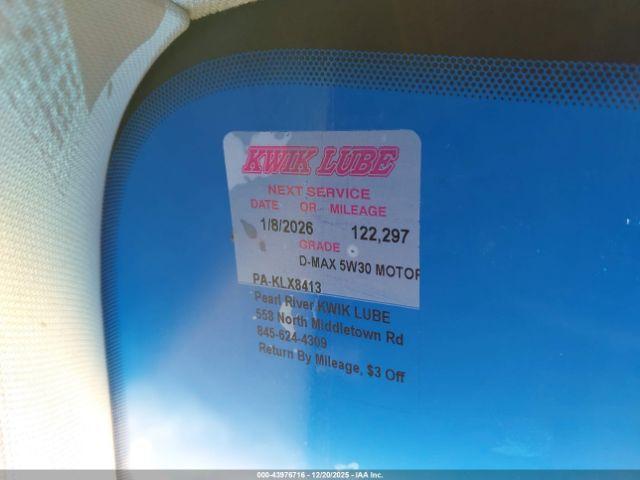 KWIK LUBE
NEXT SERVICE
DATE OR MILEAGE
1/8/2026 122,297
GRADE
D-MAX 5W30 MOTOR
PA-KLX8413
Pearl River KWIK LUBE
558 North Middletown Rd
845-624-4309
Return By Mileage, $3 Off
000-43976716 - 12/20/2025 - IAA Inc.